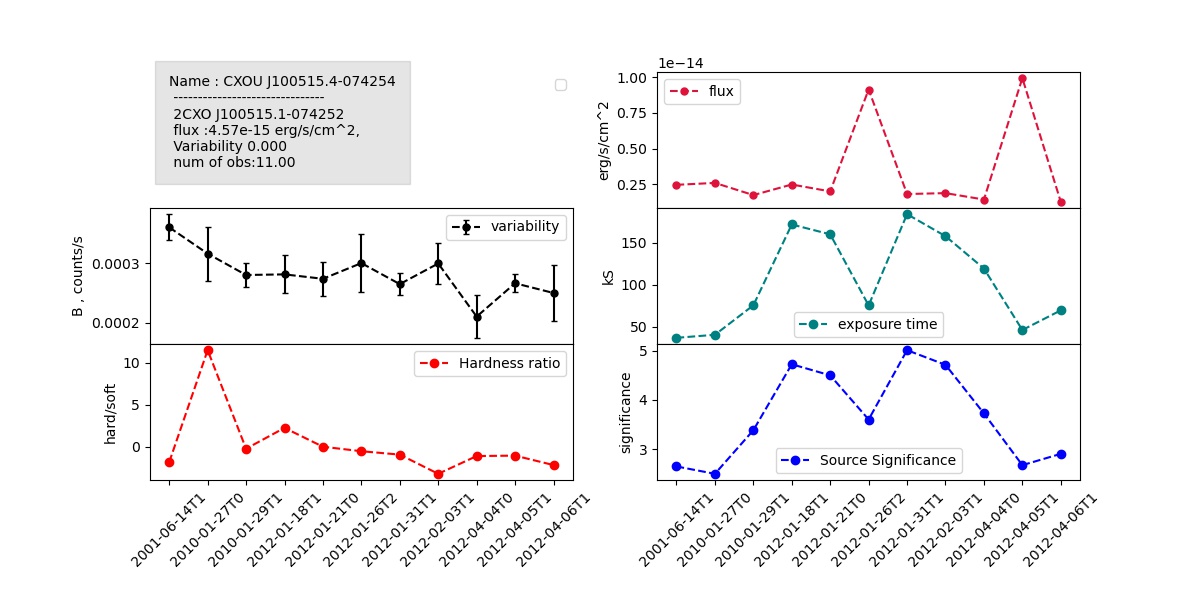 Name : CXOU J100515.4-074254
--------------------------------
2CXO J100515.1-074252
flux :4.57e-15 erg/s/cm^2,
Variability 0.000
num of obs:11.00
1e−14
1.00
0.75
0.50
0.25
erg/s/cm^2
flux
0.0003
0.0002
B , counts/s
variability
150
100
50
kS
exposure time
10
5
0
hard/soft
Hardness ratio
5
4
3
significance
Source Significance
2001-06-14T1
2010-01-27T0
2010-01-29T1
2012-01-18T1
2012-01-21T0
2012-01-26T2
2012-01-31T1
2012-02-03T1
2012-04-04T0
2012-04-05T1
2012-04-06T1
2001-06-14T1
2010-01-27T0
2010-01-29T1
2012-01-18T1
2012-01-21T0
2012-01-26T2
2012-01-31T1
2012-02-03T1
2012-04-04T0
2012-04-05T1
2012-04-06T1